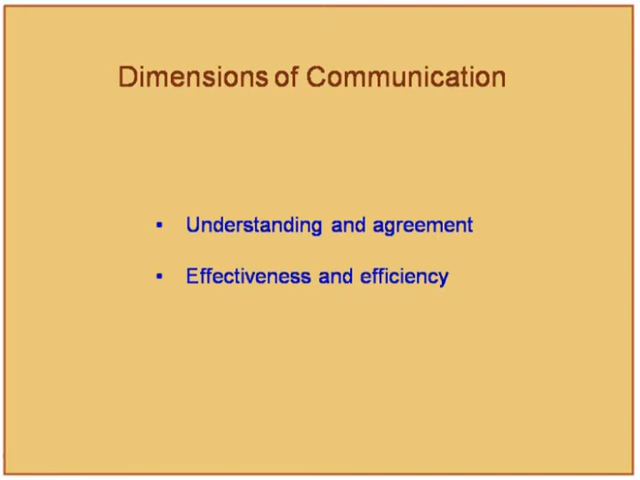 Dimensions of Communication
▪ Understanding and agreement
▪ Effectiveness and efficiency